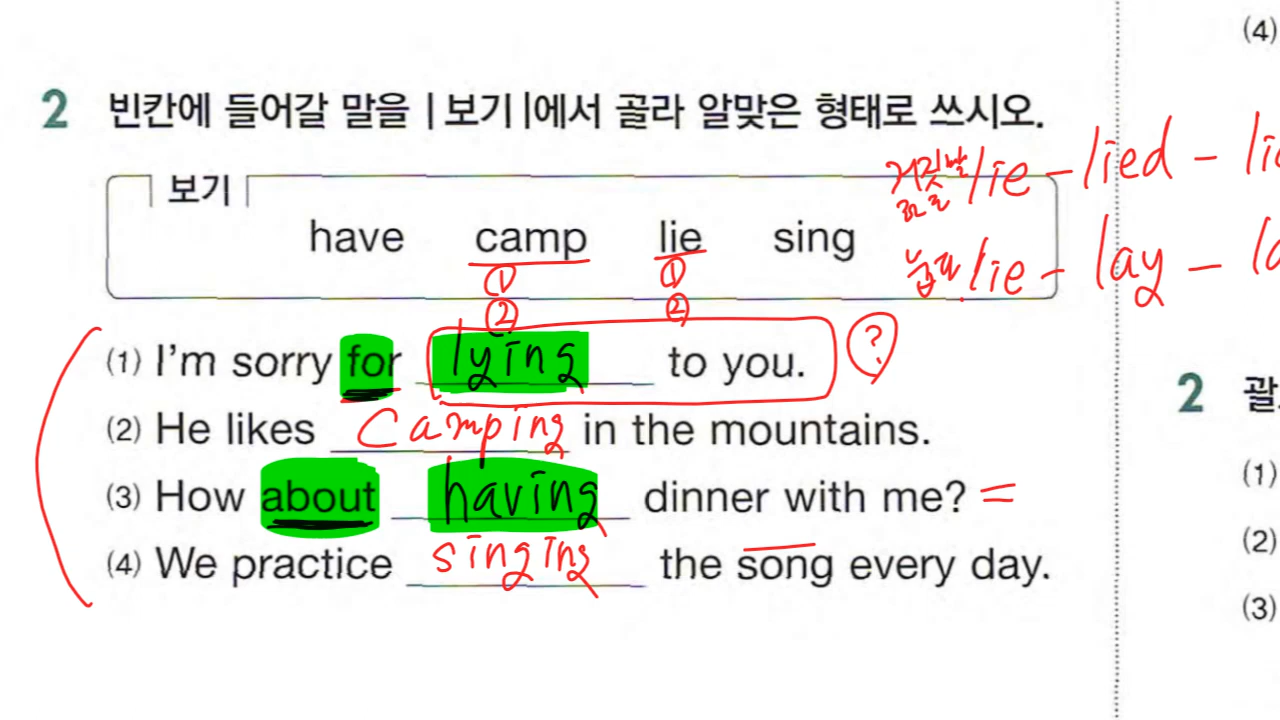 (4)
2 빈칸에 들어갈 말을 |보기|에서 골라 알맞은 형태로 쓰시오.
거짓말 lie - lied - lie
보기
have camp lie sing
① ①
눕다 lie - lay - la
② ②
(1) I'm sorry for lying to you. ?
(2) He likes camping in the mountains.
2
(3) How about having dinner with me? =
(1)
(4) We practice singing the song every day.
(2)
(3)